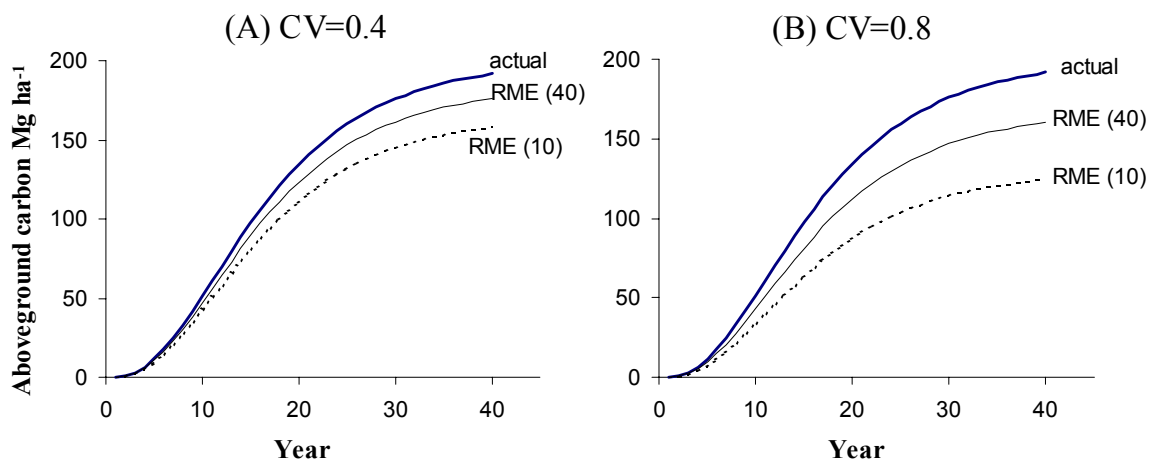 (A) CV=0.4
(B) CV=0.8
Aboveground carbon Mg ha-1
200
150
100
50
0
actual
RME (40)
RME (10)
0 10 20 30 40
Year
200
150
100
50
0
actual
RME (40)
RME (10)
0 10 20 30 40
Year